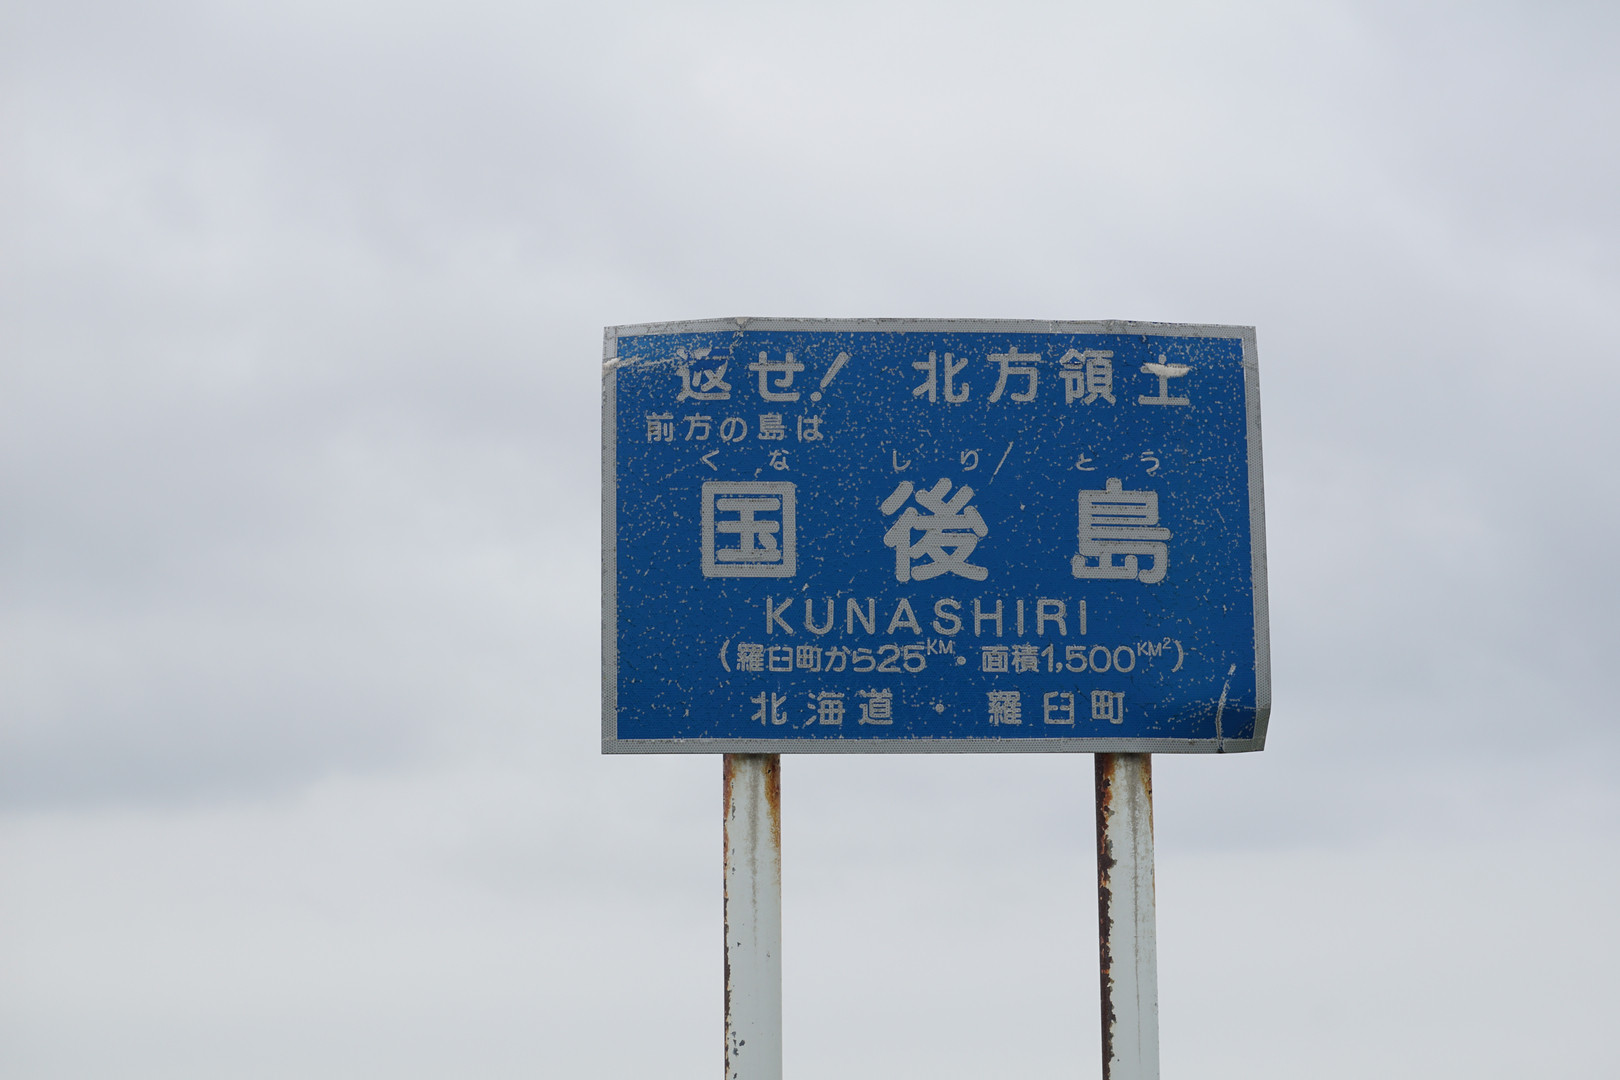 返せ! 北方領土
前方の島は
くなしりとう
国後島
KUNASHIRI
(羅臼町から25KM・面積1,500KM²)
北海道・羅臼町